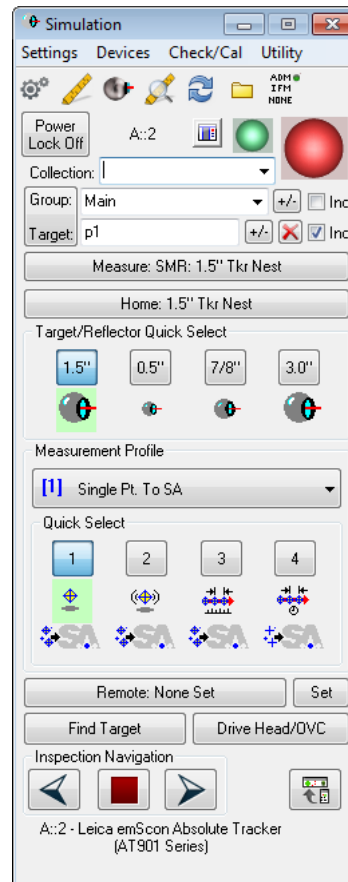 Simulation
Settings Devices Check/Cal Utility
ADM
IFM
NONE
Power
Lock Off
A::2
Collection:
Group: Main +/- Inc
Target: p1 +/- Inc
Measure: SMR: 1.5" Tkr Nest
Home: 1.5" Tkr Nest
Target/Reflector Quick Select
1.5" 0.5" 7/8" 3.0"
Measurement Profile
[1] Single Pt. To SA
Quick Select
1 2 3 4
SA SA SA SA
Remote: None Set Set
Find Target Drive Head/OVC
Inspection Navigation
A::2 - Leica emScon Absolute Tracker
(AT901 Series)